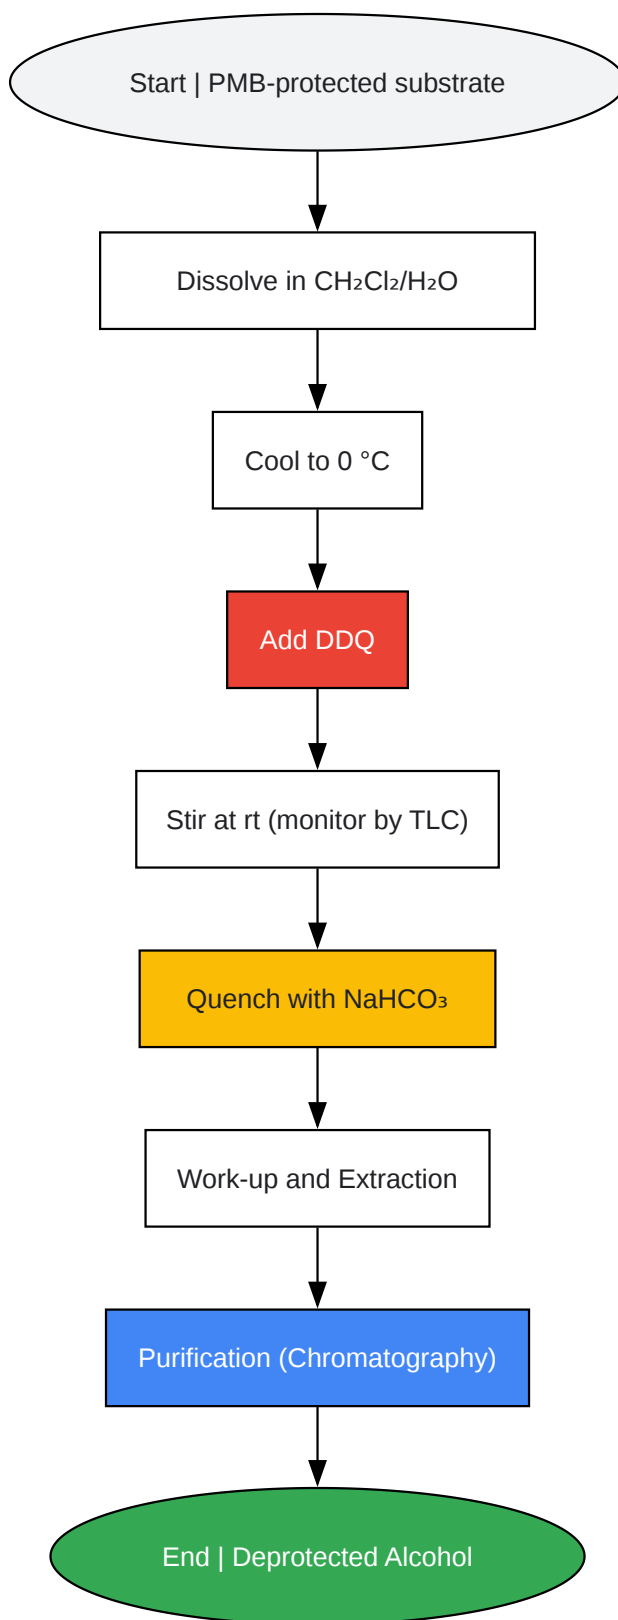 Start | PMB-protected substrate
Dissolve in CH₂Cl₂/H₂O
Cool to 0 °C
Add DDQ
Stir at rt (monitor by TLC)
Quench with NaHCO₃
Work-up and Extraction
Purification (Chromatography)
End | Deprotected Alcohol